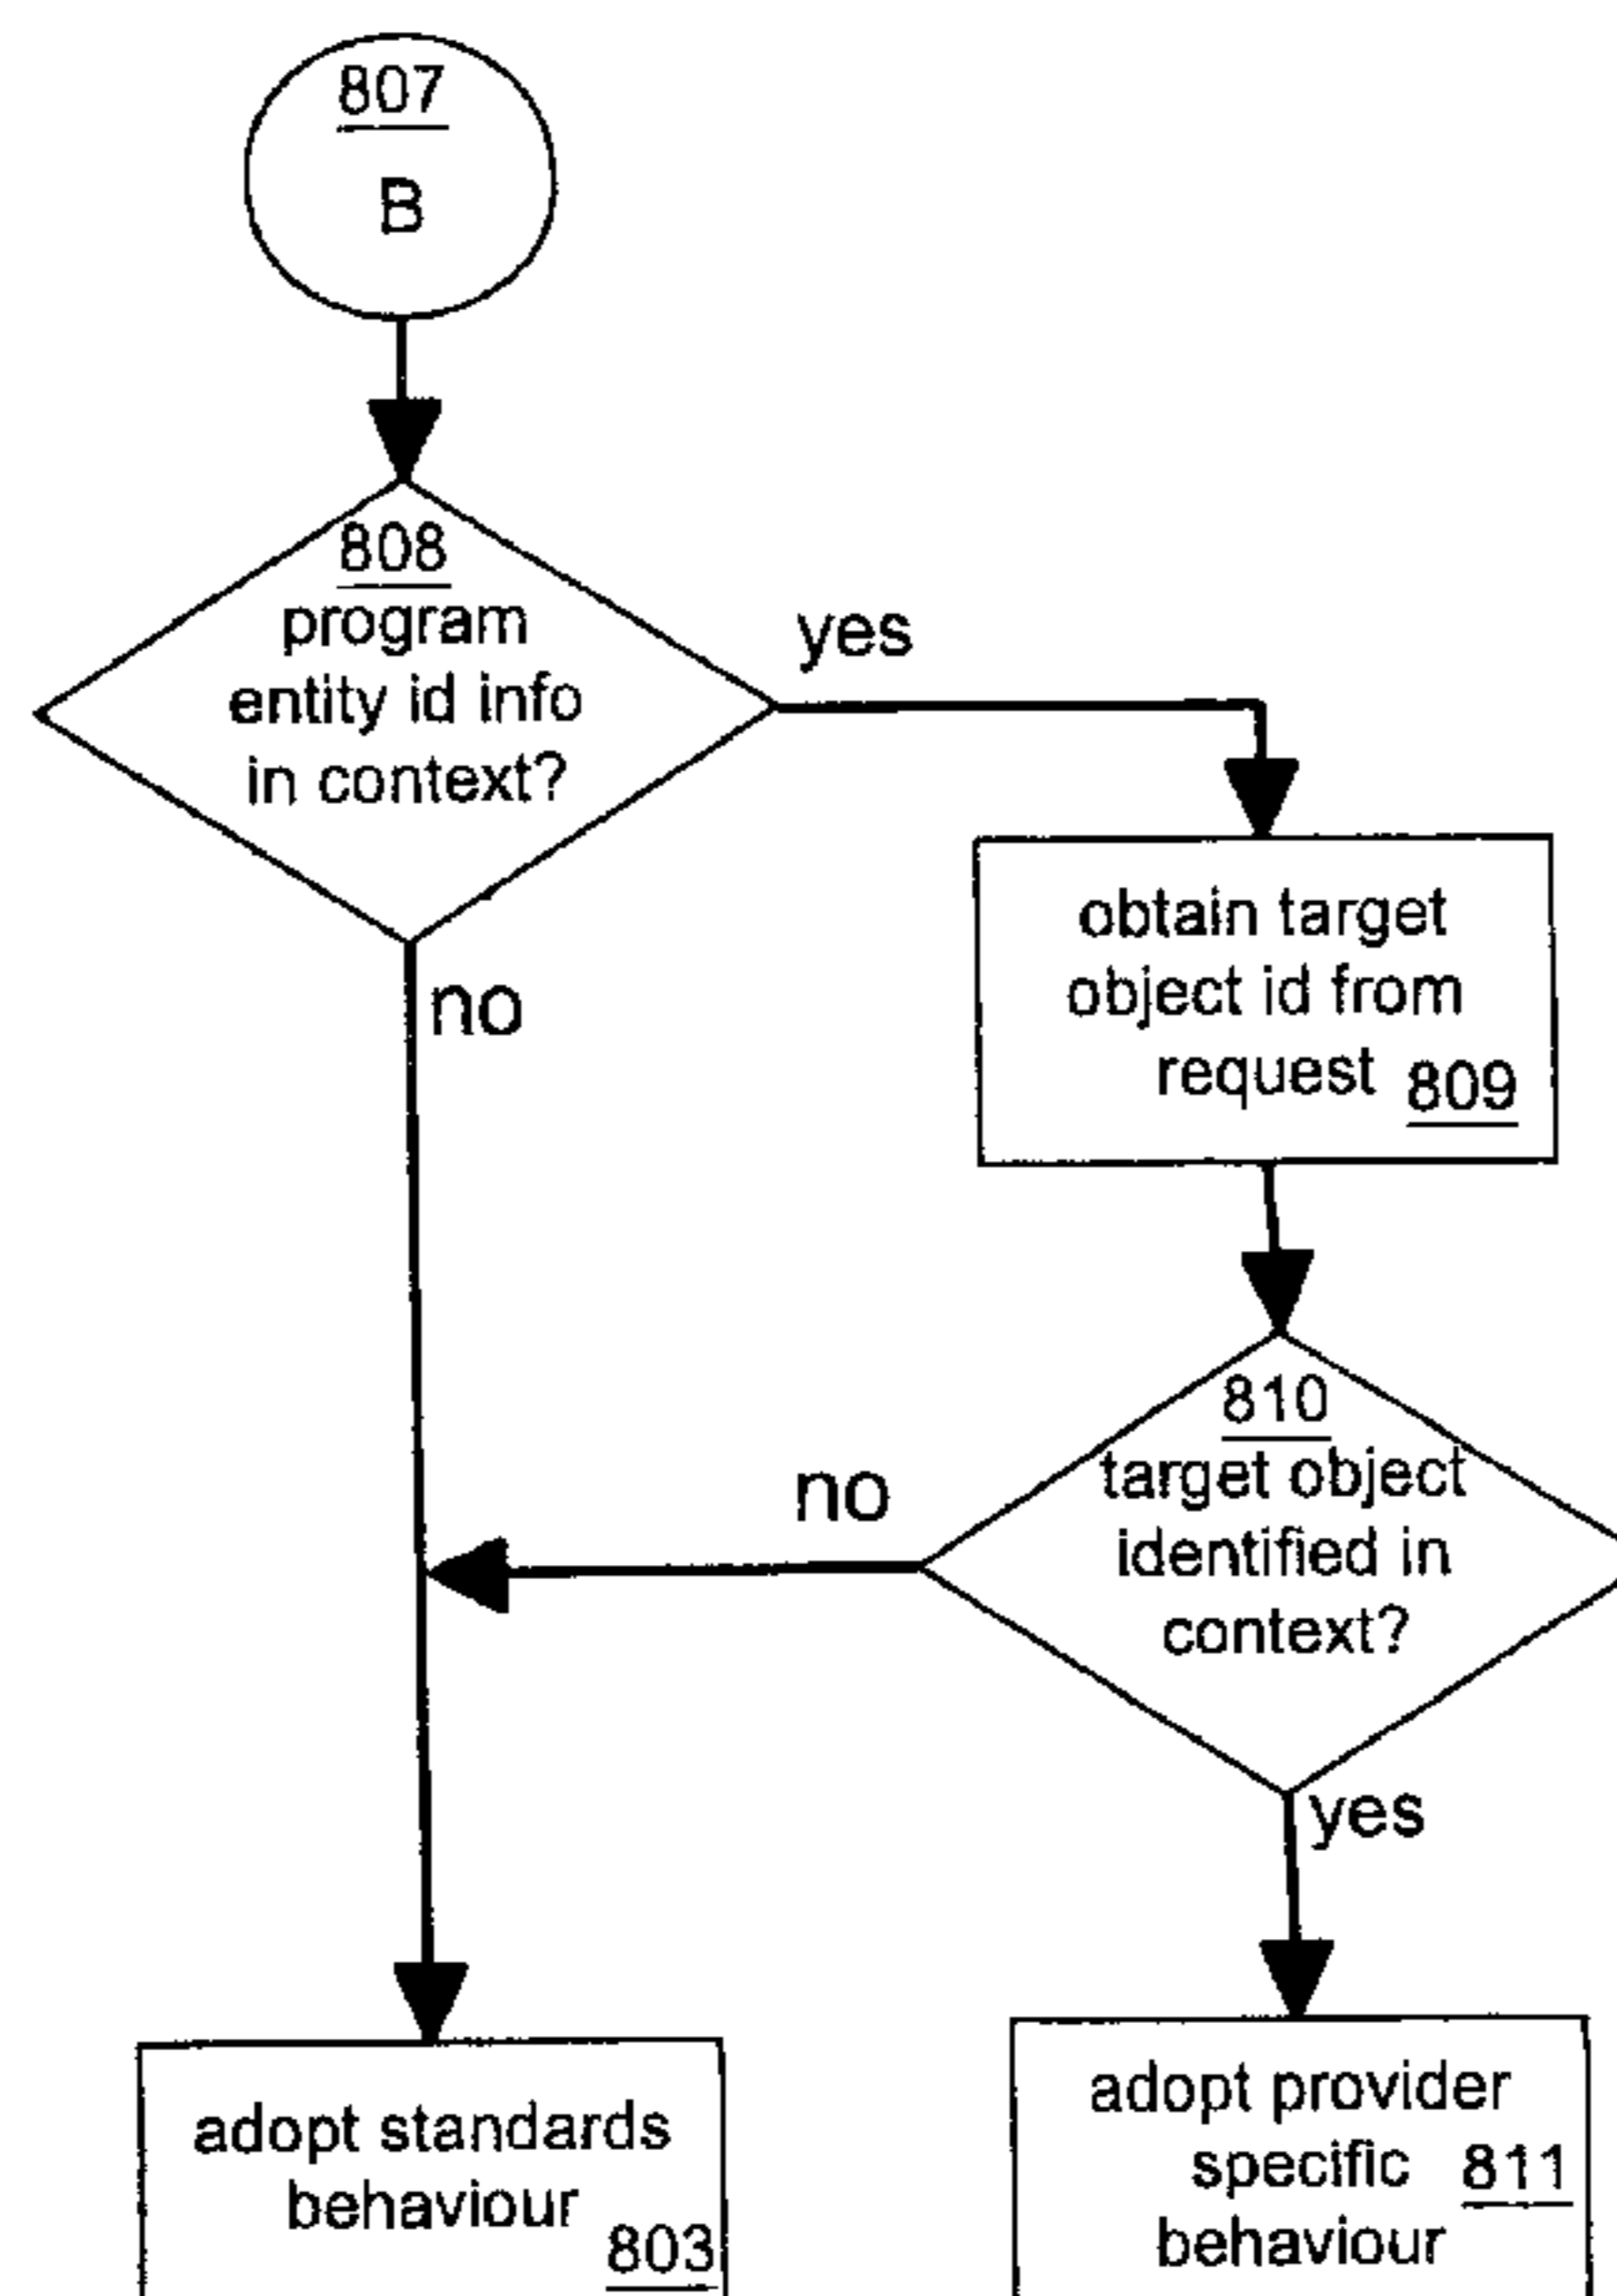 807
B
808
program
entity id info
in context?
yes
no
obtain target
object id from
request 809
810
target object
identified in
context?
no
yes
adopt standards
behaviour
803
adopt provider
specific 811
behaviour